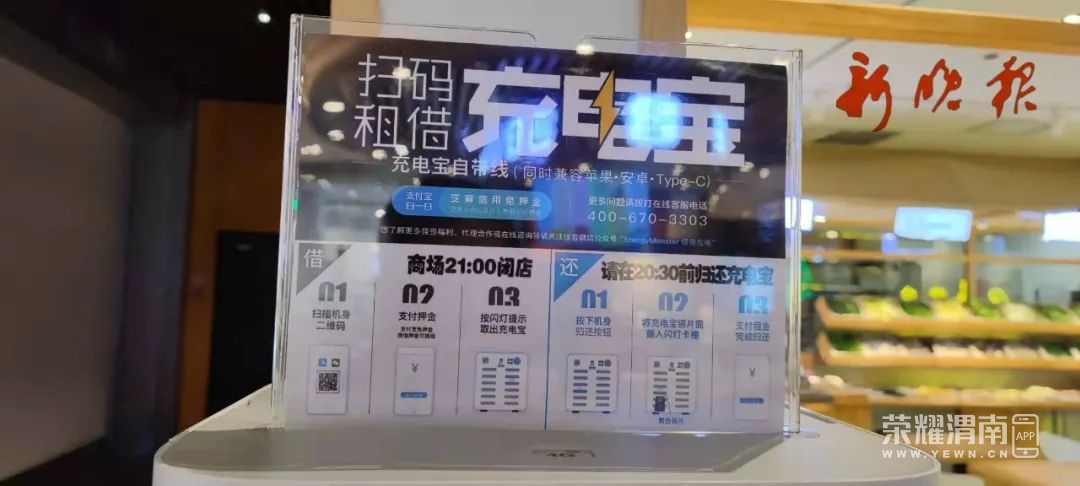 扫码
租借
充电宝
充电宝自带线(同时兼容苹果·安卓·Type-C)
支付宝
扫一扫
芝麻信用免押金
更多问题请拨打在线客服电话
400-670-3303
借
商场21:00闭店
01
扫描机身
二维码
02
支付押金
03
按闪灯提示
取出充电宝
还
请在20:30前归还充电宝
01
按下机身
归还按钮
02
将充电宝铜片面
插入闪灯卡槽
03
支付租金
完成归还
¥
¥
4G
新晚报
荣耀渭南
APP
WWW.YEWN.CN